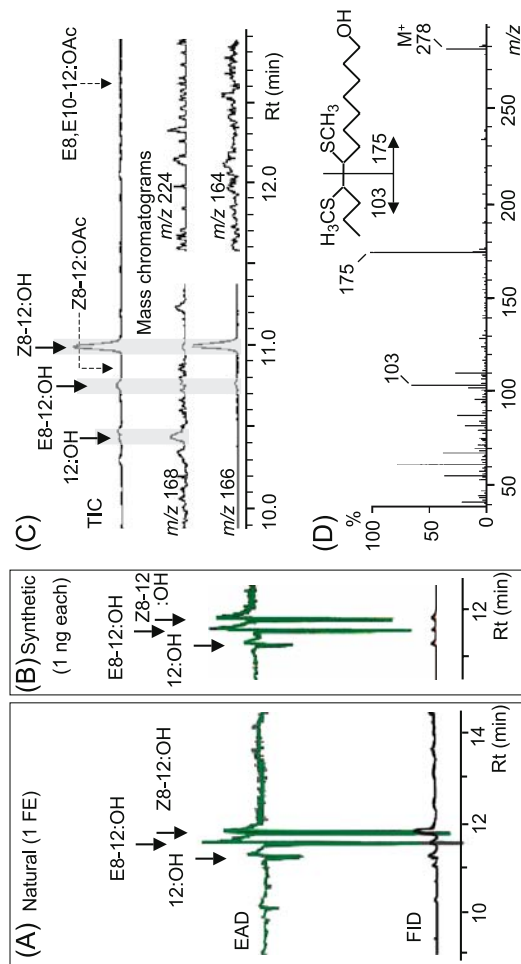 (A) Natural (1 FE)
E8-12:OH
Z8-12:OH
12:OH
EAD
FID
10
12
14
Rt (min)
(B) Synthetic
(1 ng each)
E8-12:OH
Z8-12
:OH
12:OH
12
Rt (min)
(C)
Z8-12:OH
E8-12:OH
Z8-12:OAc
12:OH
E8,E10-12:OAc
TIC
Mass chromatograms
m/z 168
m/z 224
m/z 166
m/z 164
10.0
11.0
12.0
Rt (min)
(D)
%
100
50
0
H3CS
SCH3
OH
103
175
175
103
M+
278
50
100
150
200
250
m/z